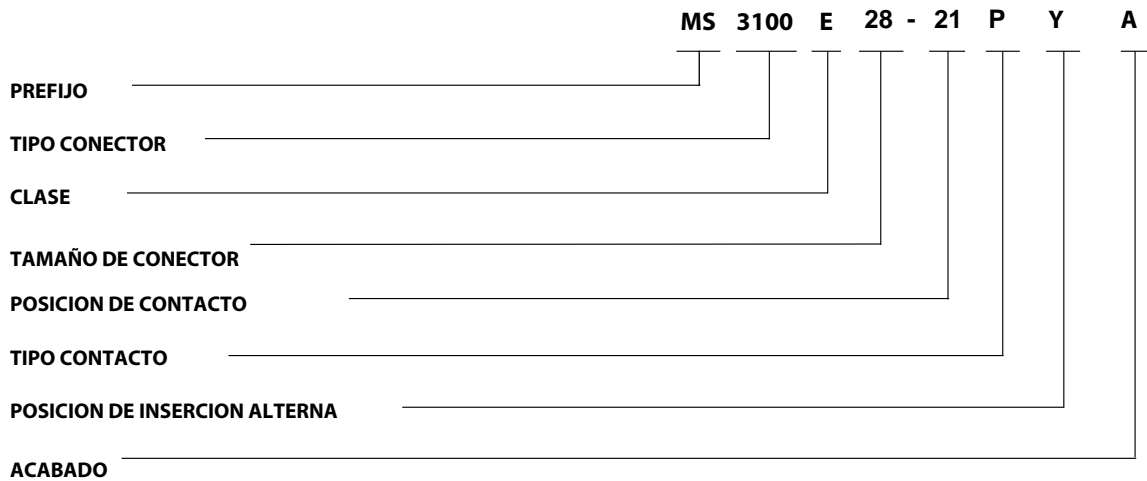 MS 3100 E 28 - 21 P Y A
PREFIJO
TIPO CONECTOR
CLASE
TAMAÑO DE CONECTOR
POSICION DE CONTACTO
TIPO CONTACTO
POSICION DE INSERCION ALTERNA
ACABADO